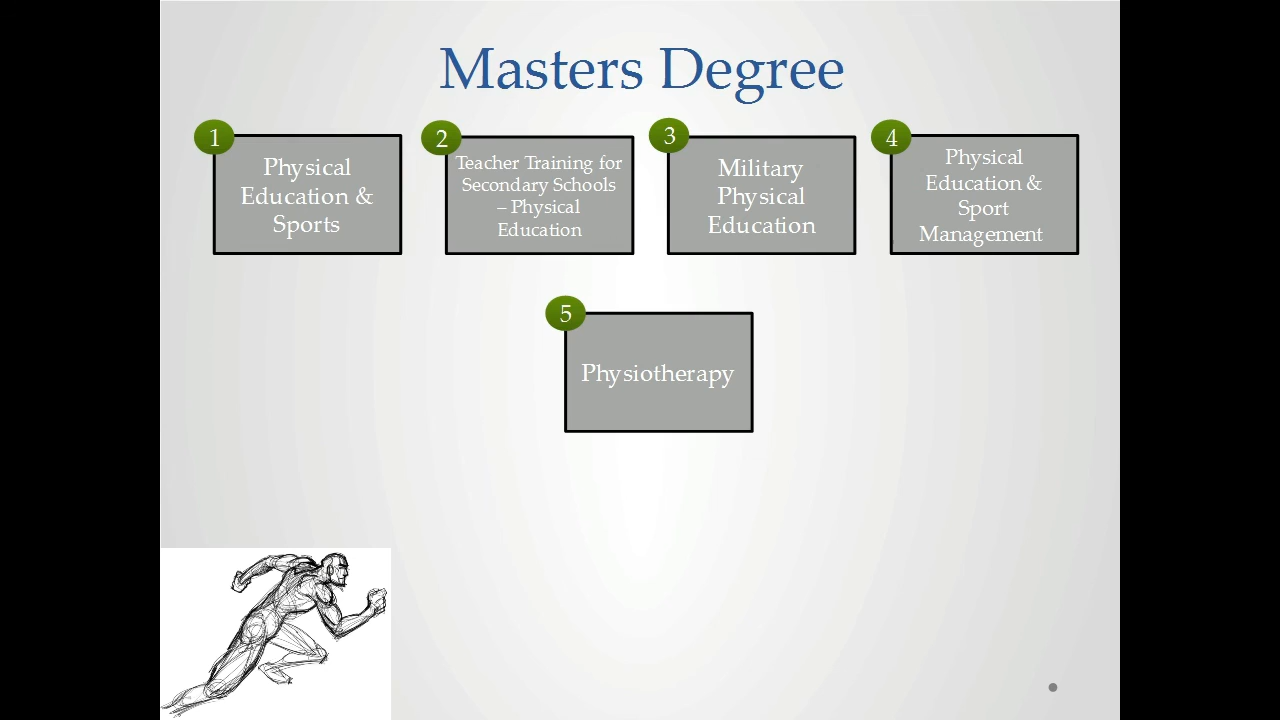 Masters Degree
1
Physical
Education &
Sports
2
Teacher Training for
Secondary Schools
– Physical
Education
3
Military
Physical
Education
4
Physical
Education &
Sport
Management
5
Physiotherapy